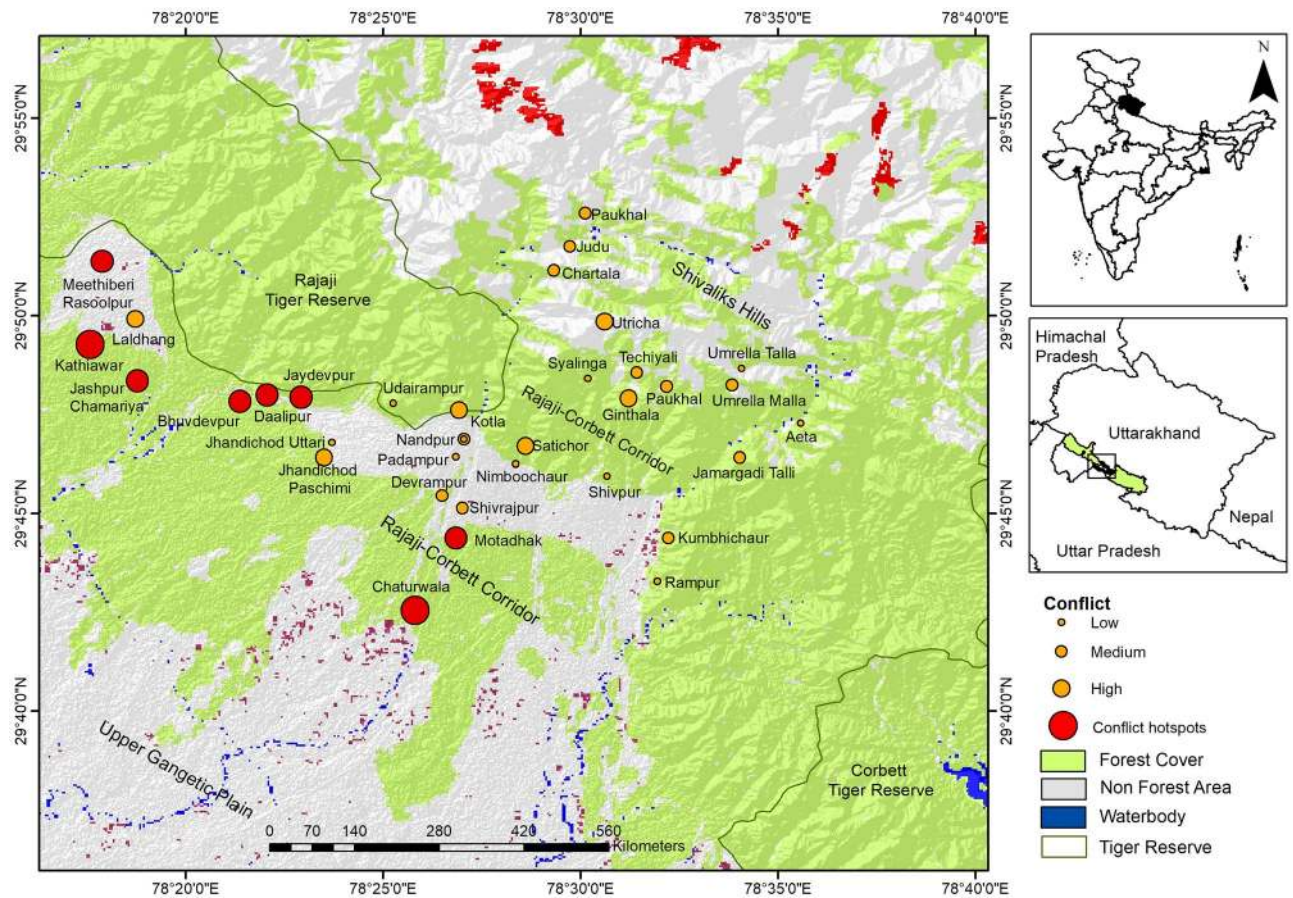 78°20'0"E
78°25'0"E
78°30'0"E
78°35'0"E
78°40'0"E
29°55'0"N
29°50'0"N
29°45'0"N
29°40'0"N
29°55'0"N
29°50'0"N
29°45'0"N
29°40'0"N
Paukhal
Judu
Chartala
Shivaliks Hills
Meethiberi
Rasoolpur
Rajaji
Tiger Reserve
Laldhang
Utricha
Kathiawar
Techiyali
Umrella Talla
Syalinga
Jashpur
Chamariya
Jaydevpur
Udairampur
Paukhal
Umrella Malla
Bhuvdevpur
Daalipur
Kotla
Ginthala
Rajaji-Corbett Corridor
Aeta
Jhandichod Uttari
Nandpur
Satichor
Padampur
Jamargadi Talli
Jhandichod
Paschimi
Nimboochaur
Devrampur
Shivpur
Shivrajpur
Rajaji-Corbett Corridor
Motadhak
Kumbhichaur
Chaturwala
Rampur
Upper Gangetic Plain
Corbett
Tiger Reserve
0 70 140 280 420 560
Kilometers
78°20'0"E
78°25'0"E
78°30'0"E
78°35'0"E
78°40'0"E
N
Himachal
Pradesh
Uttarakhand
Nepal
Uttar Pradesh
Conflict
Low
Medium
High
Conflict hotspots
Forest Cover
Non Forest Area
Waterbody
Tiger Reserve